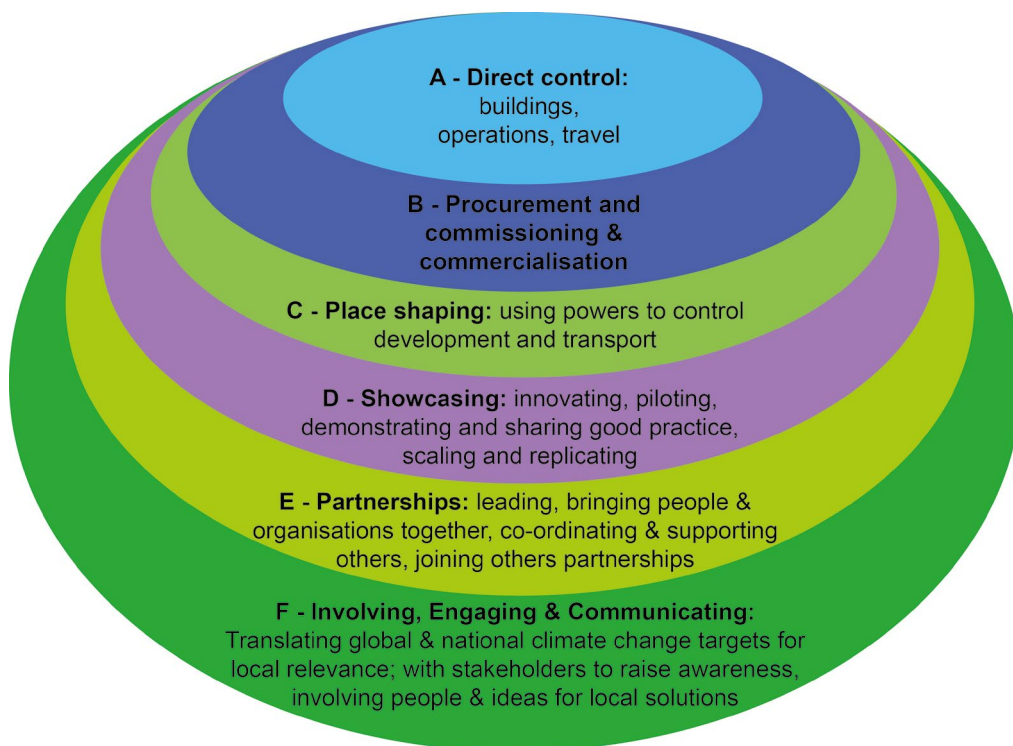 A - Direct control:
buildings,
operations, travel
B - Procurement and
commissioning &
commercialisation
C - Place shaping: using powers to control
development and transport
D - Showcasing: innovating, piloting,
demonstrating and sharing good practice,
scaling and replicating
E - Partnerships: leading, bringing people &
organisations together, co-ordinating & supporting
others, joining others partnerships
F - Involving, Engaging & Communicating:
Translating global & national climate change targets for
local relevance; with stakeholders to raise awareness,
involving people & ideas for local solutions